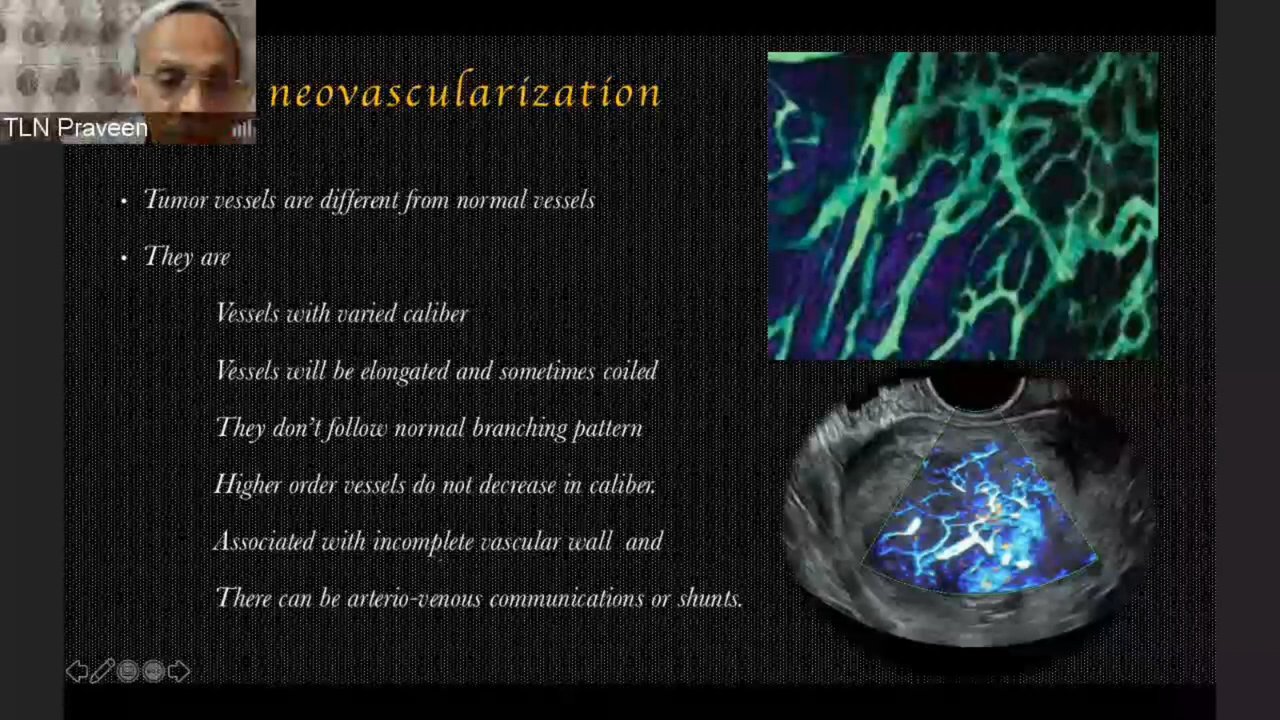 neovascularization
TLN Praveen
• Tumor vessels are different from normal vessels
• They are
Vessels with varied caliber
Vessels will be elongated and sometimes coiled
They don't follow normal branching pattern
Higher order vessels do not decrease in caliber.
Associated with incomplete vascular wall and
There can be arterio-venous communications or shunts.